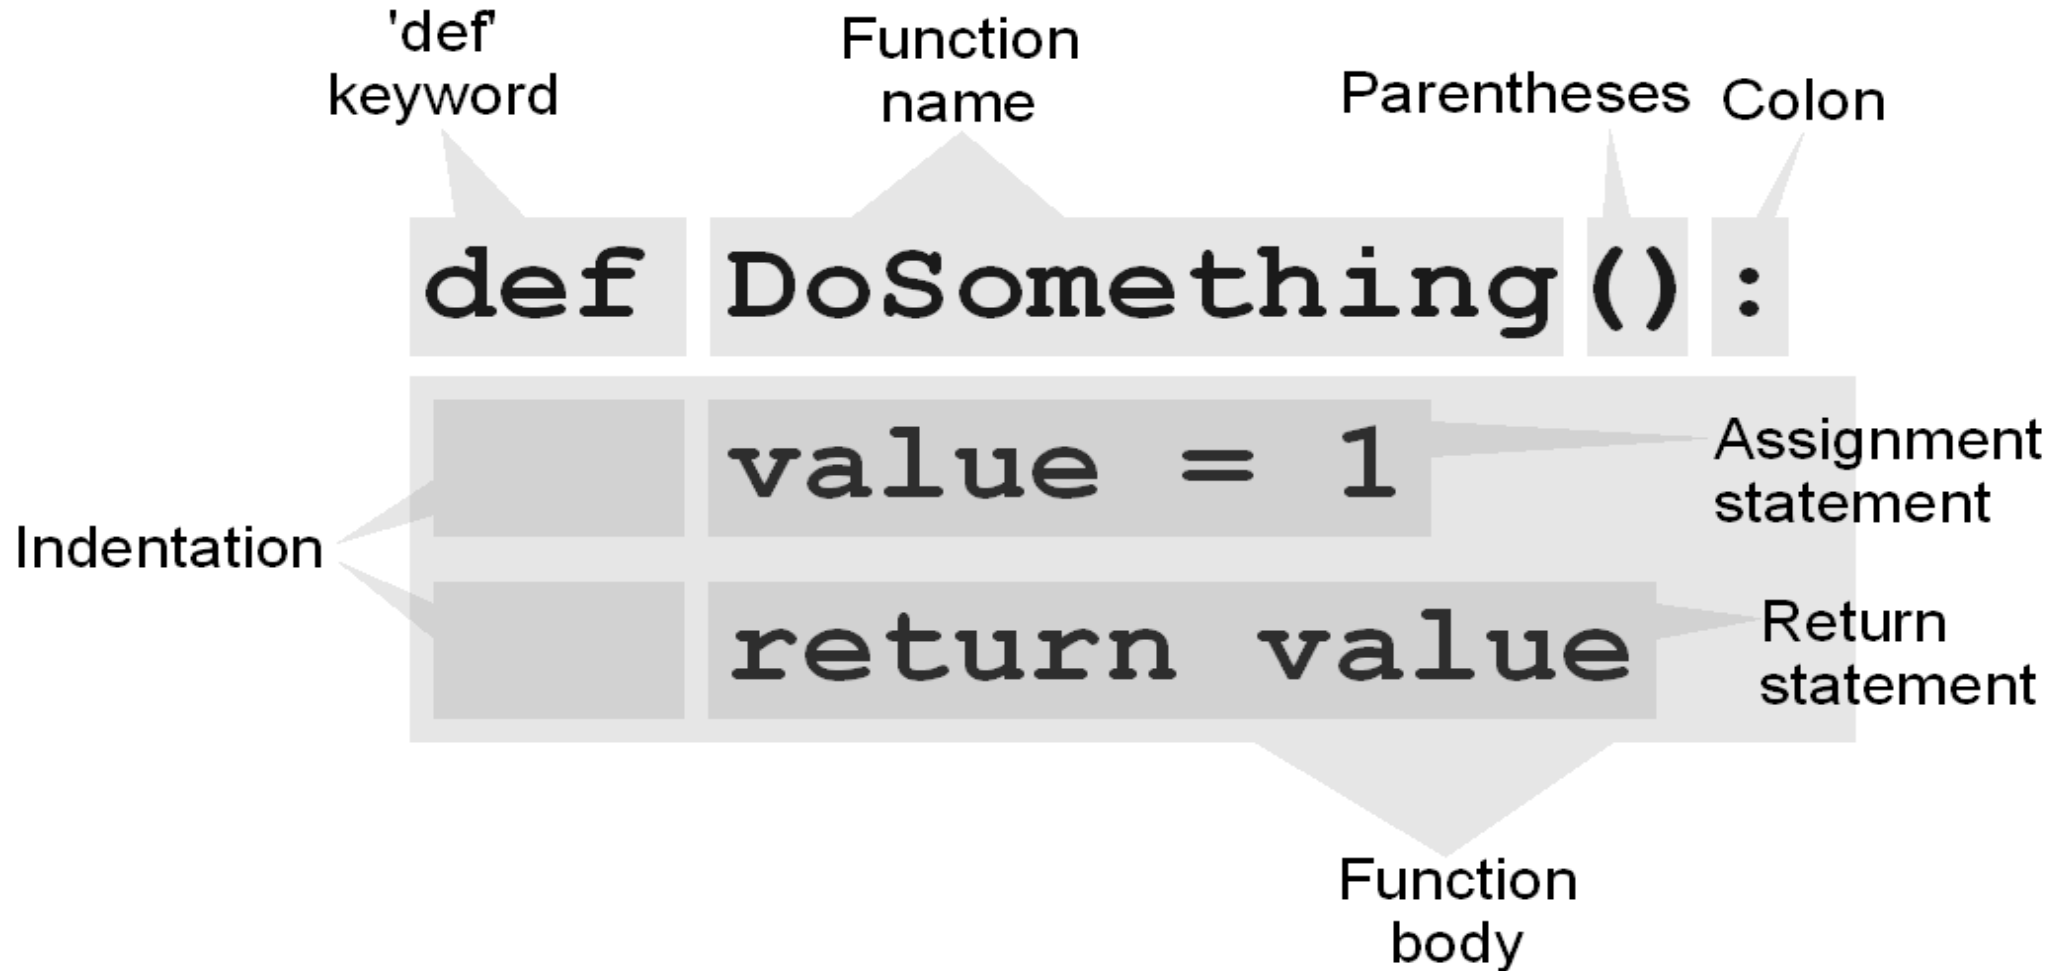 'def'
keyword
Function
name
Parentheses
Colon
def DoSomething():
value = 1
Assignment
statement
Indentation
return value
Return
statement
Function
body